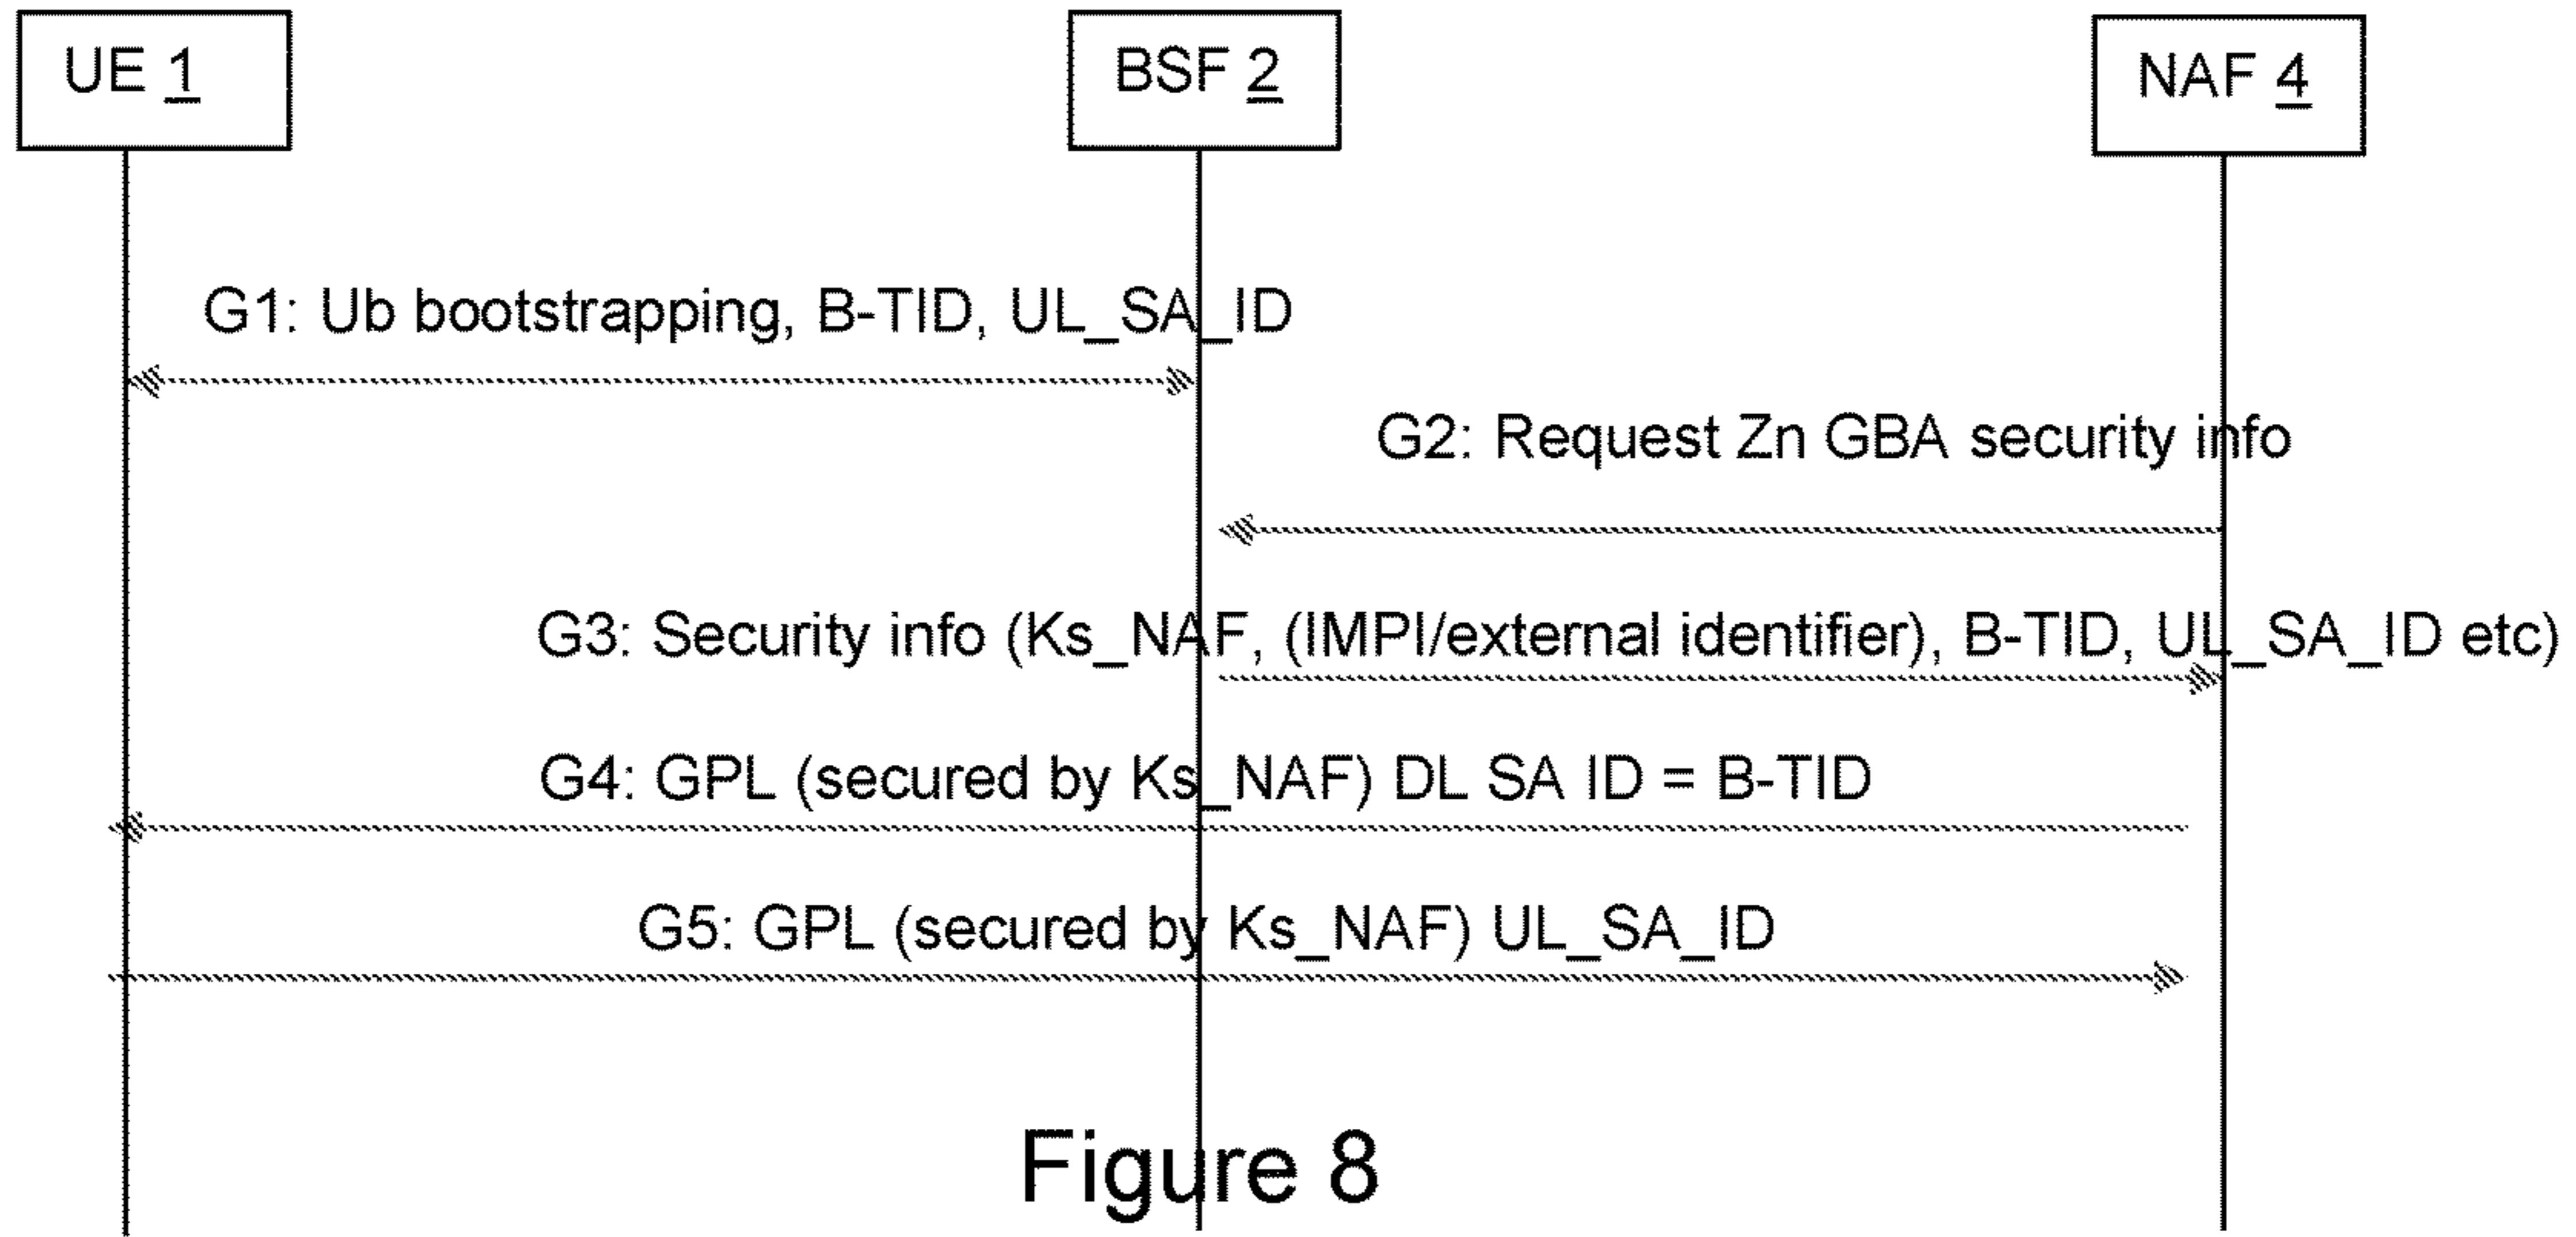 UE 1
BSF 2
NAF 4
G1: Ub bootstrapping, B-TID, UL_SA_ID
G2: Request Zn GBA security info
G3: Security info (Ks_NAF, (IMPI/external identifier), B-TID, UL_SA_ID etc)
G4: GPL (secured by Ks_NAF) DL SA ID = B-TID
G5: GPL (secured by Ks_NAF) UL_SA_ID
Figure 8